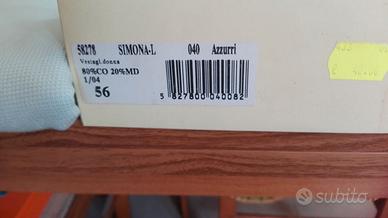 58278 SIMONA-L 040 Azzurri
Vestagl.donna
80%CO 20%MD
1/04
56
5 827800 040082
subito